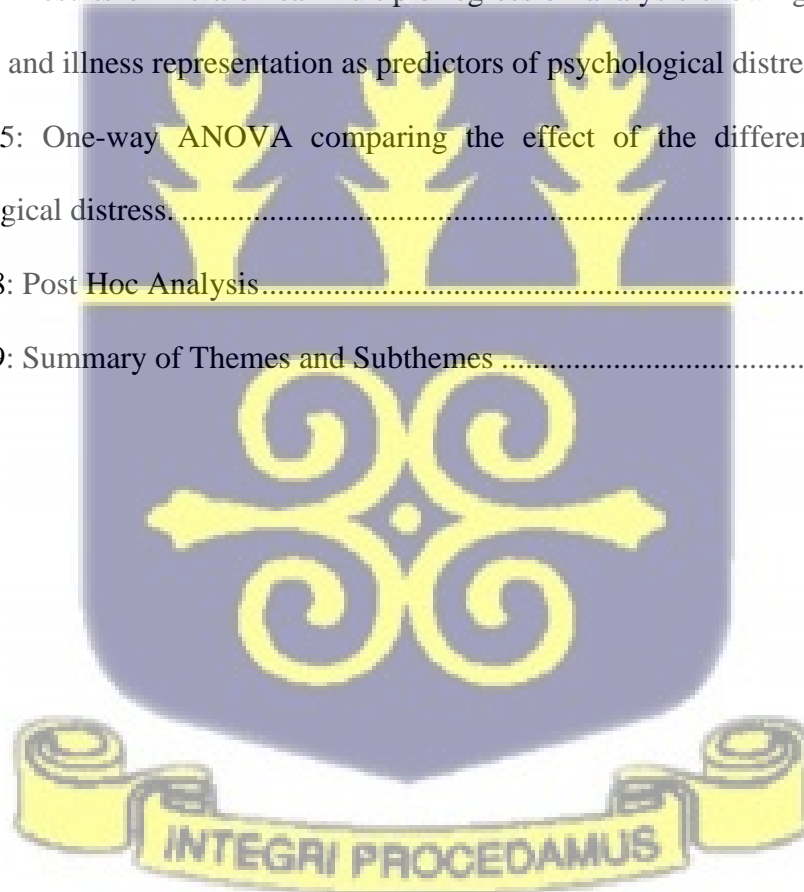 and illness representation as predictors of psychological distre
5: One-way ANOVA comparing the effect of the differen
gical distress. ..........................................................................................
8: Post Hoc Analysis..........................................................................
9: Summary of Themes and Subthemes ..........................................
INTEGRI PROCEDAMUS